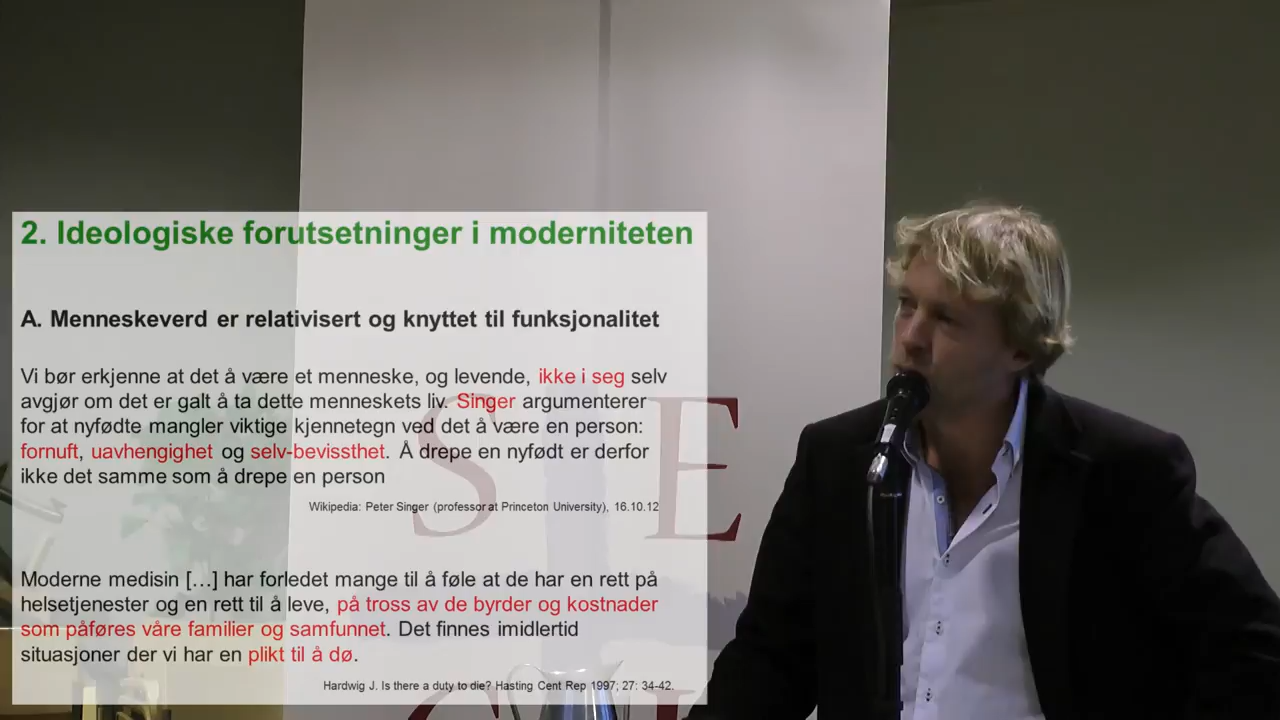 2. Ideologiske forutsetninger i moderniteten
A. Menneskeverd er relativisert og knyttet til funksjonalitet
Vi bør erkjenne at det å være et menneske, og levende, ikke i seg selv
avgjør om det er galt å ta dette menneskets liv. Singer argumenterer
for at nyfødte mangler viktige kjennetegn ved det å være en person:
fornuft, uavhengighet og selv-bevissthet. Å drepe en nyfødt er derfor
ikke det samme som å drepe en person
Wikipedia: Peter Singer (professor at Princeton University), 16.10.12
Moderne medisin […] har forledet mange til å føle at de har en rett på
helsetjenester og en rett til å leve, på tross av de byrder og kostnader
som påføres våre familier og samfunnet. Det finnes imidlertid
situasjoner der vi har en plikt til å dø.
Hardwig J. Is there a duty to die? Hasting Cent Rep 1997; 27: 34-42.
S E